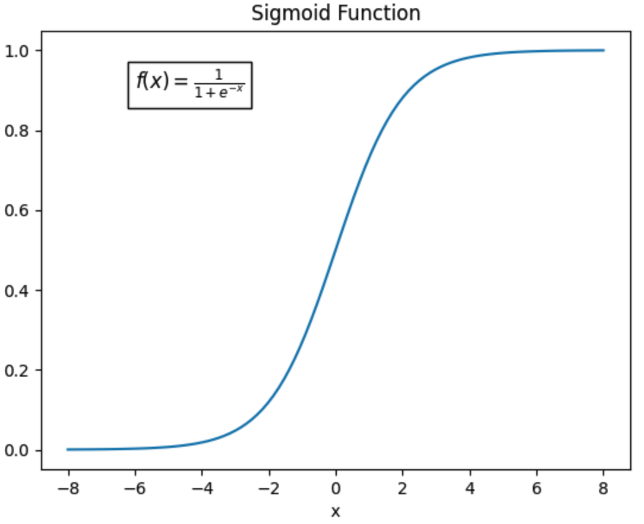 Sigmoid Function
f(x) = 1/(1 + e^{-x})
1.0
0.8
0.6
0.4
0.2
0.0
−8 −6 −4 −2 0 2 4 6 8
x